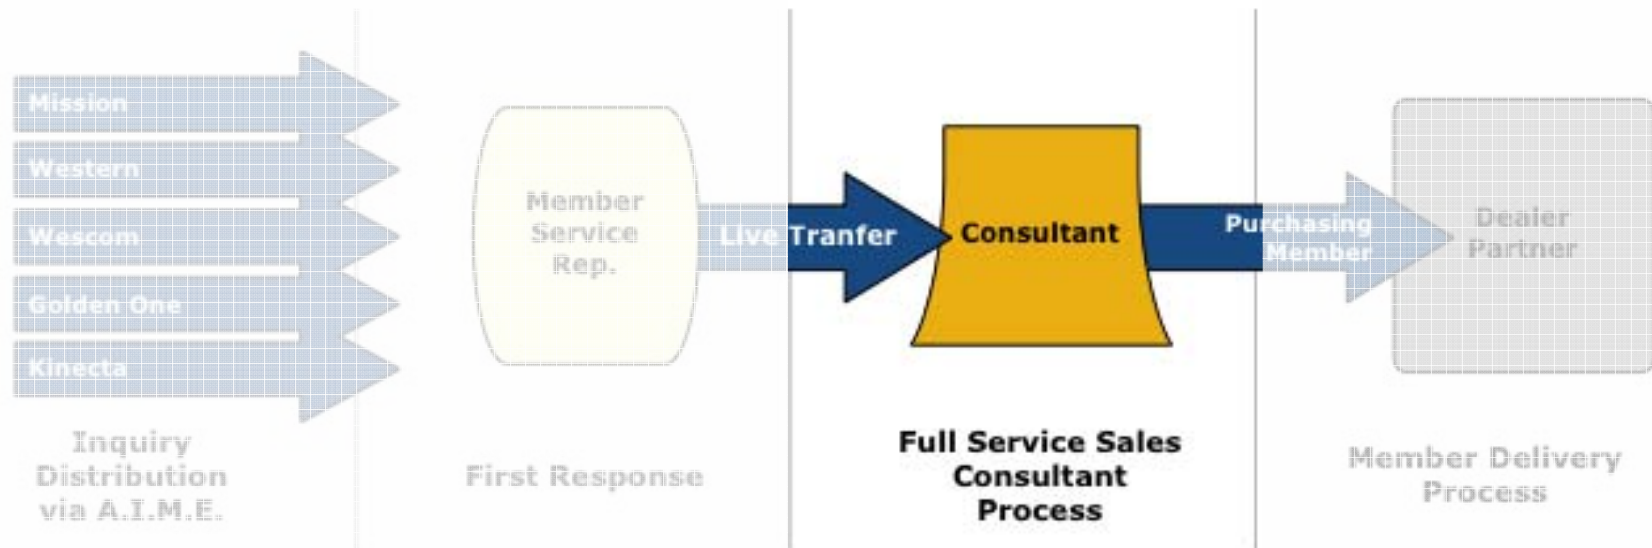 Mission
Western
Wescom
Golden One
Kinecta
Inquiry
Distribution
via A.I.M.E.
Member
Service
Rep.
First Response
Live Tranfer
Consultant
Full Service Sales
Consultant
Process
Purchasing
Member
Dealer
Partner
Member Delivery
Process